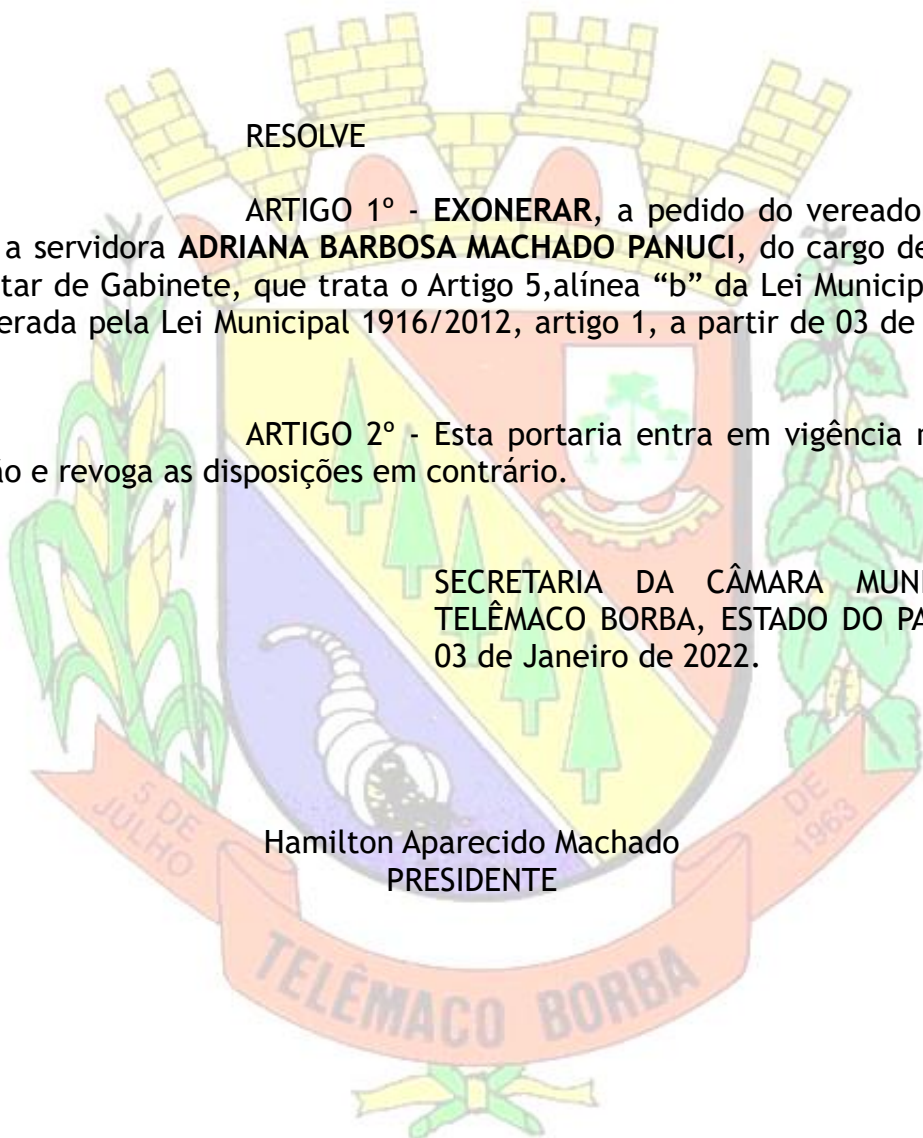 RESOLVE
ARTIGO 1º - EXONERAR, a pedido do vereado
a servidora ADRIANA BARBOSA MACHADO PANUCI, do cargo de
tar de Gabinete, que trata o Artigo 5,alínea “b” da Lei Municip
erada pela Lei Municipal 1916/2012, artigo 1, a partir de 03 de
ARTIGO 2º - Esta portaria entra em vigência
ão e revoga as disposições em contrário.
SECRETARIA DA CÂMARA MUNI
TELÊMACO BORBA, ESTADO DO PA
03 de Janeiro de 2022.
5 DE JULHO
DE 1963
Hamilton Aparecido Machado
PRESIDENTE
TELÊMACO BORBA